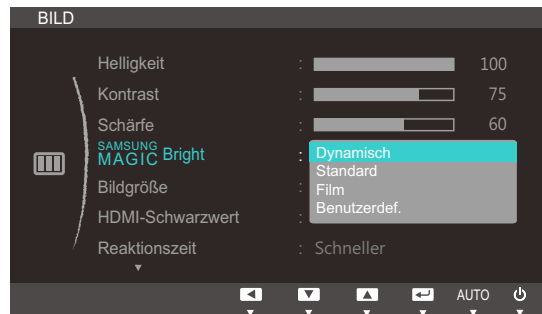 BILD
Helligkeit : 100
Kontrast : 75
Schärfe : 60
SAMSUNG MAGIC Bright : Dynamisch
Standard
Film
Bildgröße :
Benutzerdef.
HDMI-Schwarzwert :
Reaktionszeit : Schneller
AUTO